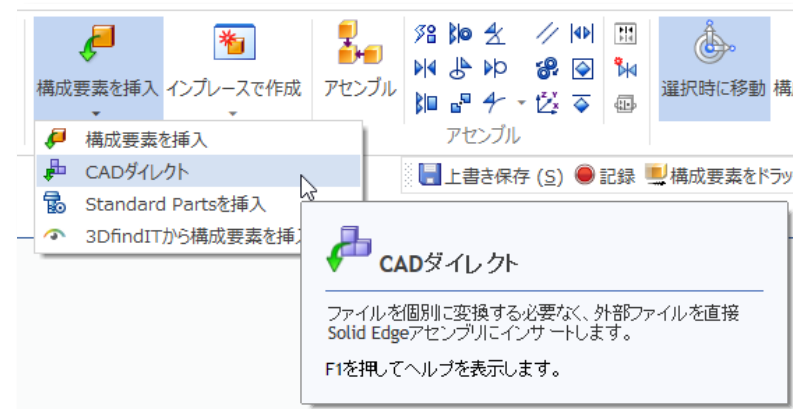 構成要素を挿入
インプレースで作成
アセンブル
選択時に移動
構
アセンブル
構成要素を挿入
CADダイレクト
Standard Partsを挿入
3DfindITから構成要素を挿
上書き保存 (S)
記録
構成要素をドラッ
CADダイレクト
ファイルを個別に変換する必要なく、外部ファイルを直接
Solid Edgeアセンブリにインサートします。
F1を押してヘルプを表示します。